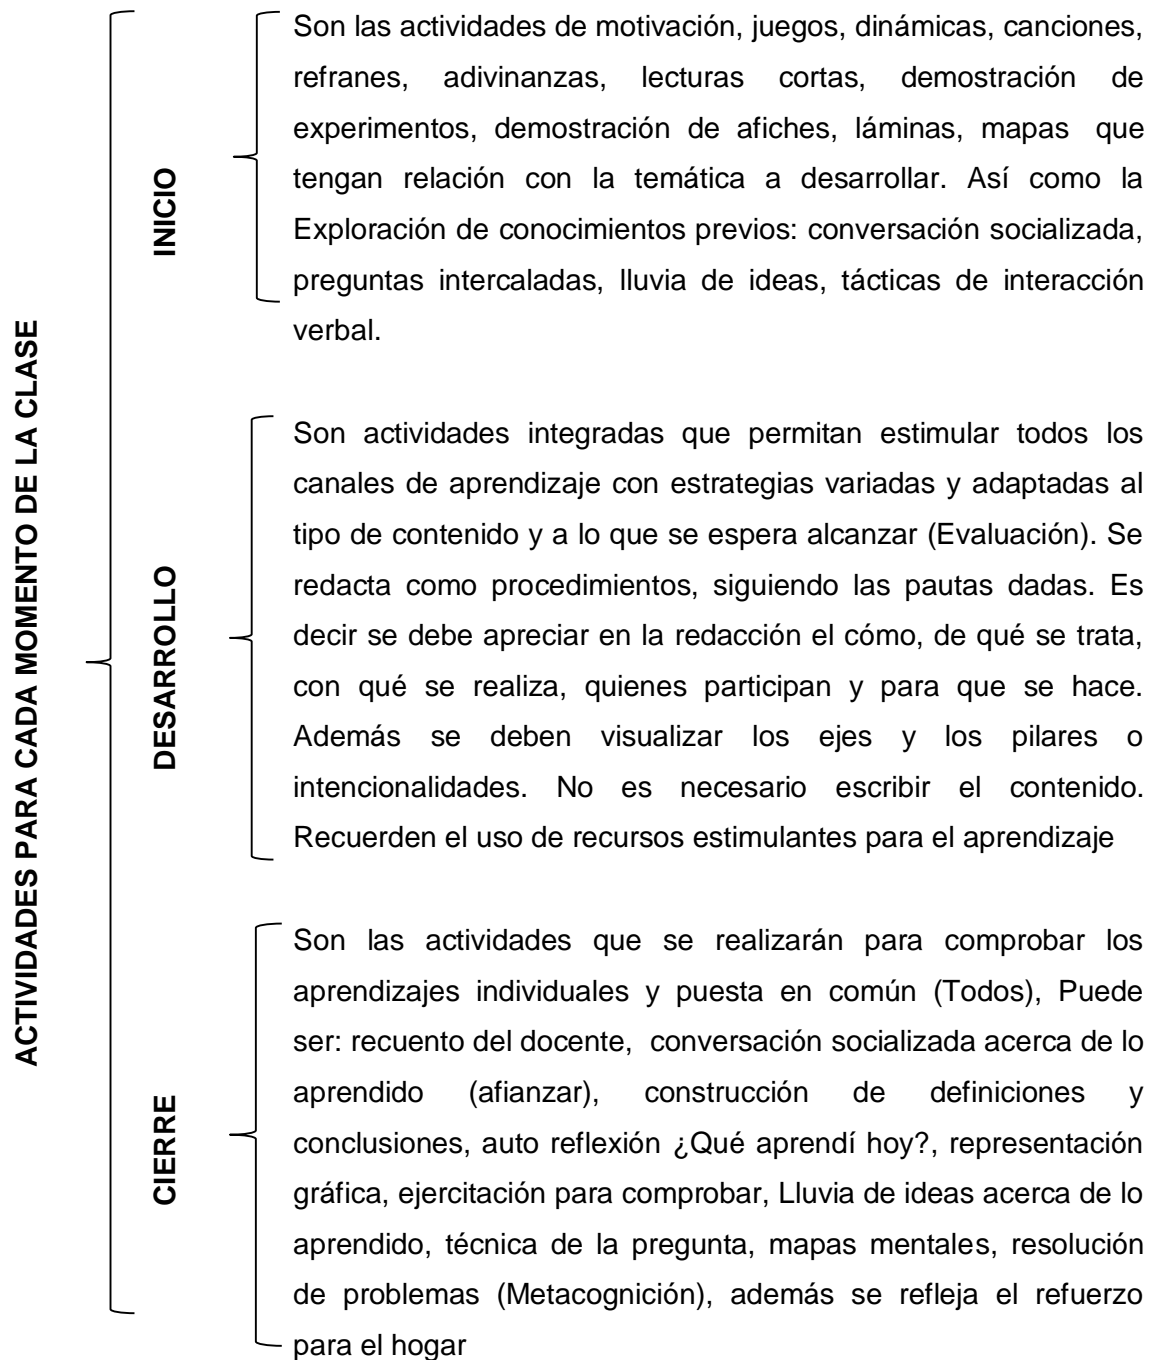 ACTIVIDADES PARA CADA MOMENTO DE LA CLASE
INICIO
Son las actividades de motivación, juegos, dinámicas, canciones,
refranes, adivinanzas, lecturas cortas, demostración de
experimentos, demostración de afiches, láminas, mapas que
tengan relación con la temática a desarrollar. Así como la
Exploración de conocimientos previos: conversación socializada,
preguntas intercaladas, lluvia de ideas, tácticas de interacción
verbal.
DESARROLLO
Son actividades integradas que permitan estimular todos los
canales de aprendizaje con estrategias variadas y adaptadas al
tipo de contenido y a lo que se espera alcanzar (Evaluación). Se
redacta como procedimientos, siguiendo las pautas dadas. Es
decir se debe apreciar en la redacción el cómo, de qué se trata,
con qué se realiza, quienes participan y para que se hace.
Además se deben visualizar los ejes y los pilares o
intencionalidades. No es necesario escribir el contenido.
Recuerden el uso de recursos estimulantes para el aprendizaje
CIERRE
Son las actividades que se realizarán para comprobar los
aprendizajes individuales y puesta en común (Todos), Puede
ser: recuento del docente, conversación socializada acerca de lo
aprendido (afianzar), construcción de definiciones y
conclusiones, auto reflexión ¿Qué aprendí hoy?, representación
gráfica, ejercitación para comprobar, Lluvia de ideas acerca de lo
aprendido, técnica de la pregunta, mapas mentales, resolución
de problemas (Metacognición), además se refleja el refuerzo
para el hogar